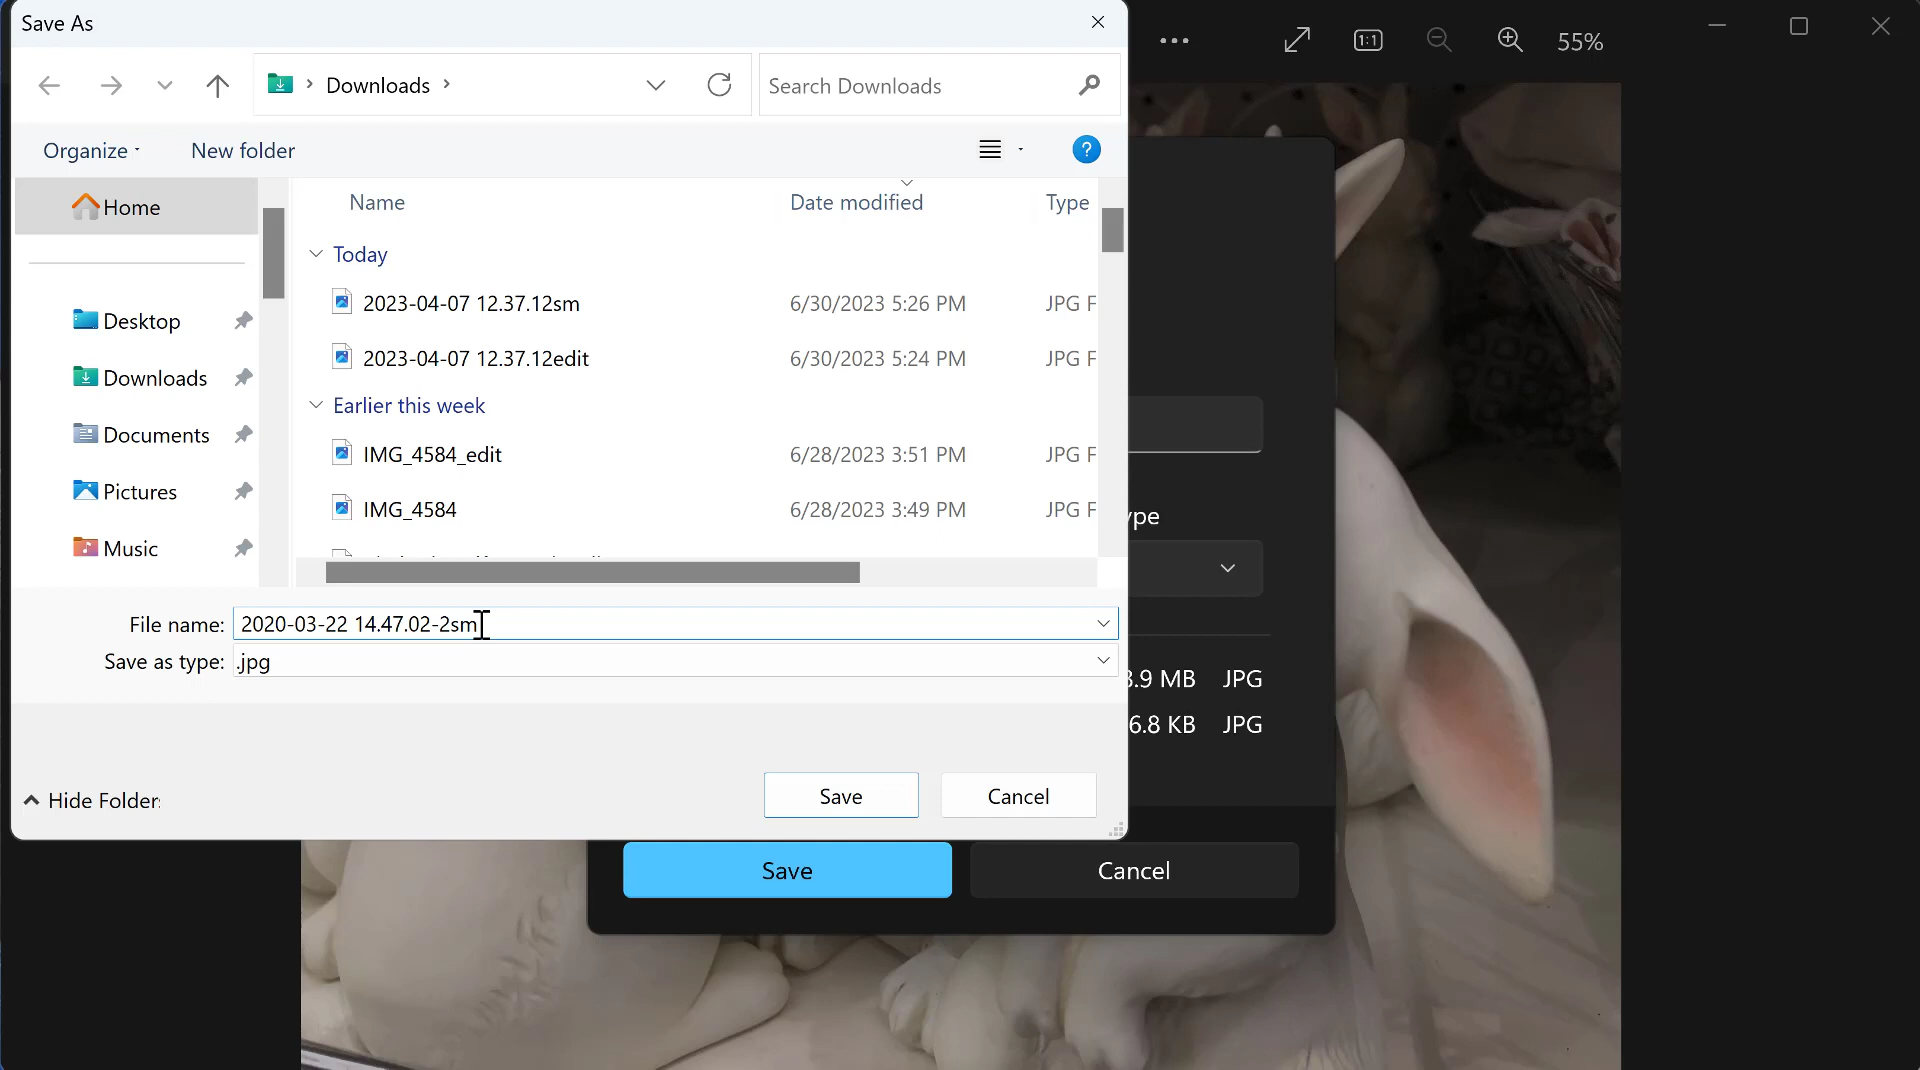 Save As
55%
Downloads
Search Downloads
Organize
New folder
Home
Desktop
Downloads
Documents
Pictures
Music
Name
Date modified
Type
Today
2023-04-07 12.37.12sm 6/30/2023 5:26 PM JPG F
2023-04-07 12.37.12edit 6/30/2023 5:24 PM JPG F
Earlier this week
IMG_4584_edit 6/28/2023 3:51 PM JPG F
IMG_4584 6/28/2023 3:49 PM JPG F
ype
File name: 2020-03-22 14.47.02-2sm
Save as type: .jpg
.9 MB JPG
6.8 KB JPG
Hide Folder
Save
Cancel
Save
Cancel